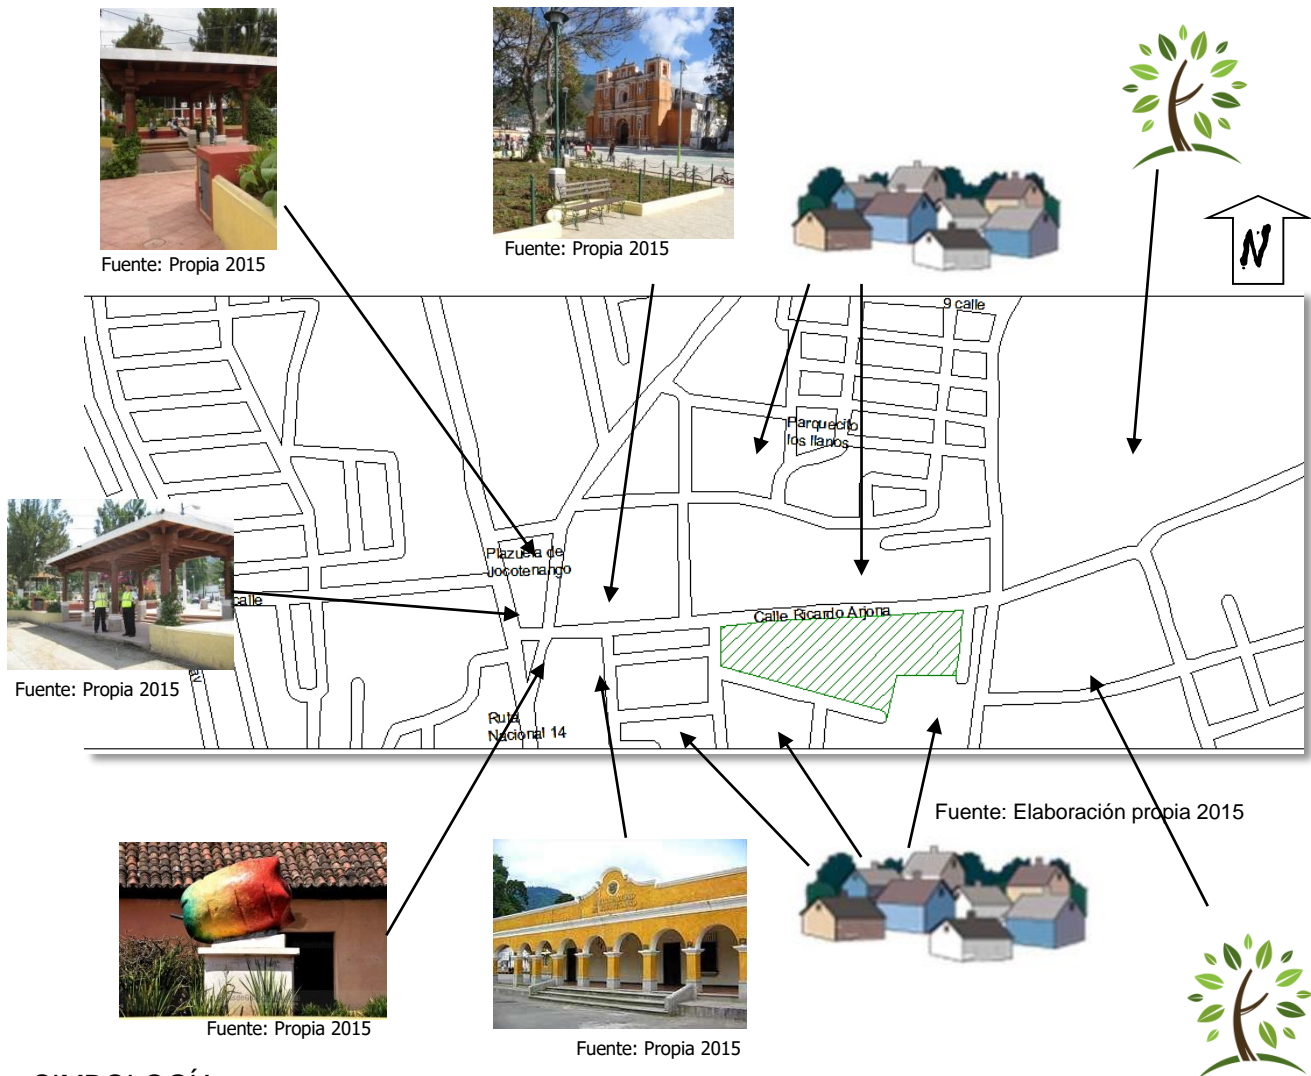 Fuente: Propia 2015
Fuente: Propia 2015
N
9 calle
Parquecito
los llanos
Plazuela de
Jocotenango
calle
Calle Ricardo Arjona
Fuente: Propia 2015
av
Ruta
Nacional 14
Fuente: Elaboración propia 2015
Fuente: Propia 2015
Fuente: Propia 2015